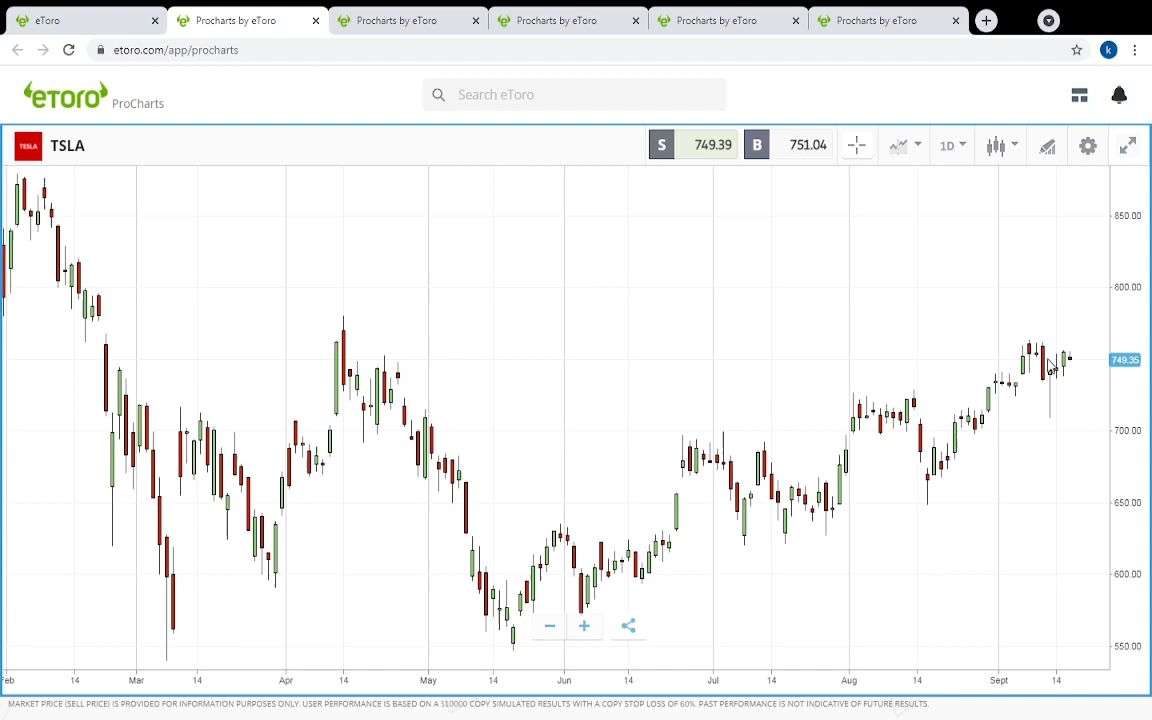 eToro
Procharts by eToro
Procharts by eToro
Procharts by eToro
Procharts by eToro
Procharts by eToro
etoro.com/app/procharts
k
eToro ProCharts
Search eToro
TESLA
TSLA
S 749.39 B 751.04
1D
850.00
800.00
749.35
700.00
650.00
600.00
550.00
Feb 14 Mar 14 Apr 14 May 14 Jun 14 Jul 14 Aug 14 Sept 14
MARKET PRICE (SELL PRICE) IS PROVIDED FOR INFORMATION PURPOSES ONLY. USER PERFORMANCE IS BASED ON A $10000 COPY SIMULATED RESULTS WITH A COPY STOP LOSS OF 60%. PAST PERFORMANCE IS NOT INDICATIVE OF FUTURE RESULTS.